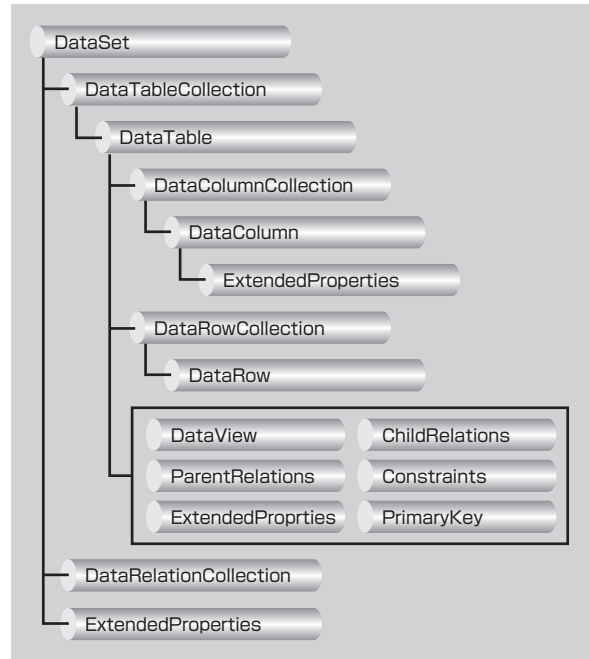 DataSet
DataTableCollection
DataTable
DataColumnCollection
DataColumn
ExtendedProperties
DataRowCollection
DataRow
DataView
ChildRelations
ParentRelations
Constraints
ExtendedProprties
PrimaryKey
DataRelationCollection
ExtendedProperties